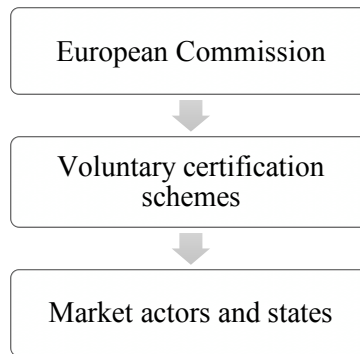 European Commission
Voluntary certification
schemes
Market actors and states